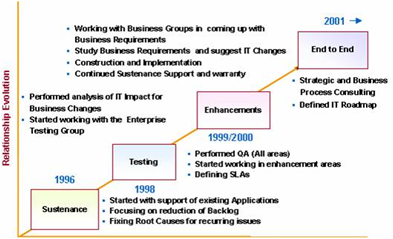 2001
• Working with Business Groups in coming up with
Business Requirements
• Study Business Requirements and suggest IT Changes
• Construction and Implementation
• Continued Sustenance Support and warranty
End to End
• Strategic and Business
Process Consulting
• Defined IT Roadmap
• Performed analysis of IT Impact for
Business Changes
• Started working with the Enterprise
Testing Group
Enhancements
1999/2000
• Performed QA (All areas)
• Started working in enhancement areas
• Defining SLAs
Testing
1998
1996
Sustenance
• Started with support of existing Applications
• Focusing on reduction of Backlog
• Fixing Root Causes for recurring issues
Relationship Evolution